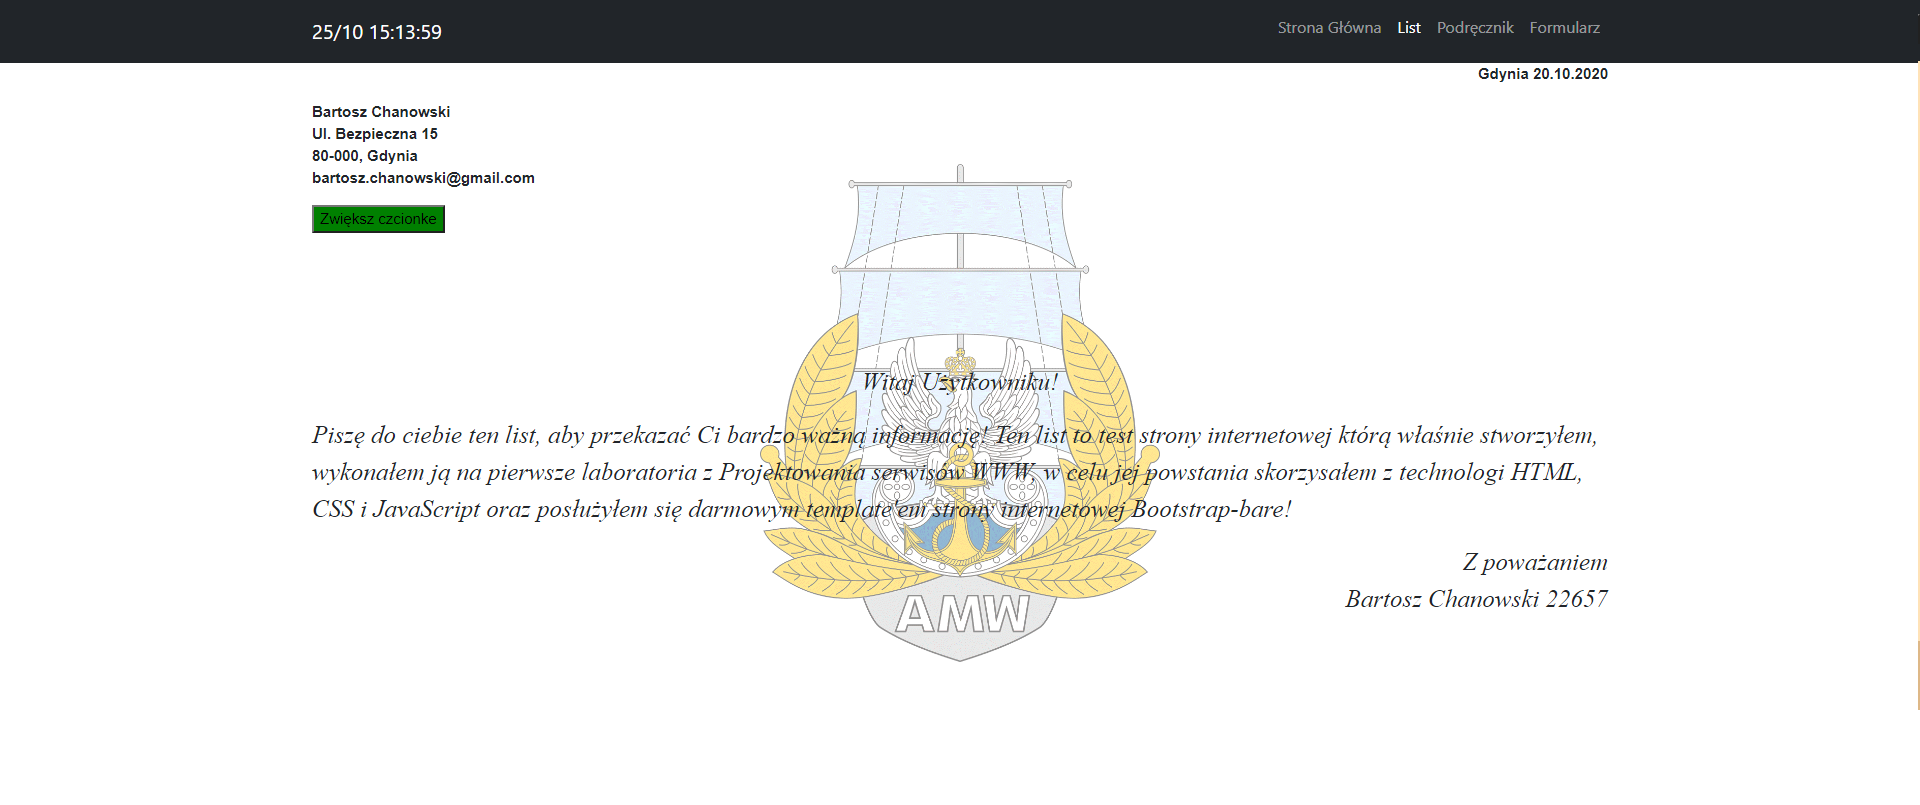 25/10 15:13:59
Strona Główna List Podręcznik Formularz
Gdynia 20.10.2020
Bartosz Chanowski
Ul. Bezpieczna 15
80-000, Gdynia
bartosz.chanowski@gmail.com
Zwiększ czcionke
Witaj Użytkowniku!
Piszę do ciebie ten list, aby przekazać Ci bardzo ważną informację! Ten list to test strony internetowej którą właśnie stworzyłem,
wykonałem ją na pierwsze laboratoria z Projektowania serwisów WWW, w celu jej powstania skorzysałem z technologi HTML,
CSS i JavaScript oraz posłużyłem się darmowym template'em strony internetowej Bootstrap-bare!
Z poważaniem
Bartosz Chanowski 22657
AMW